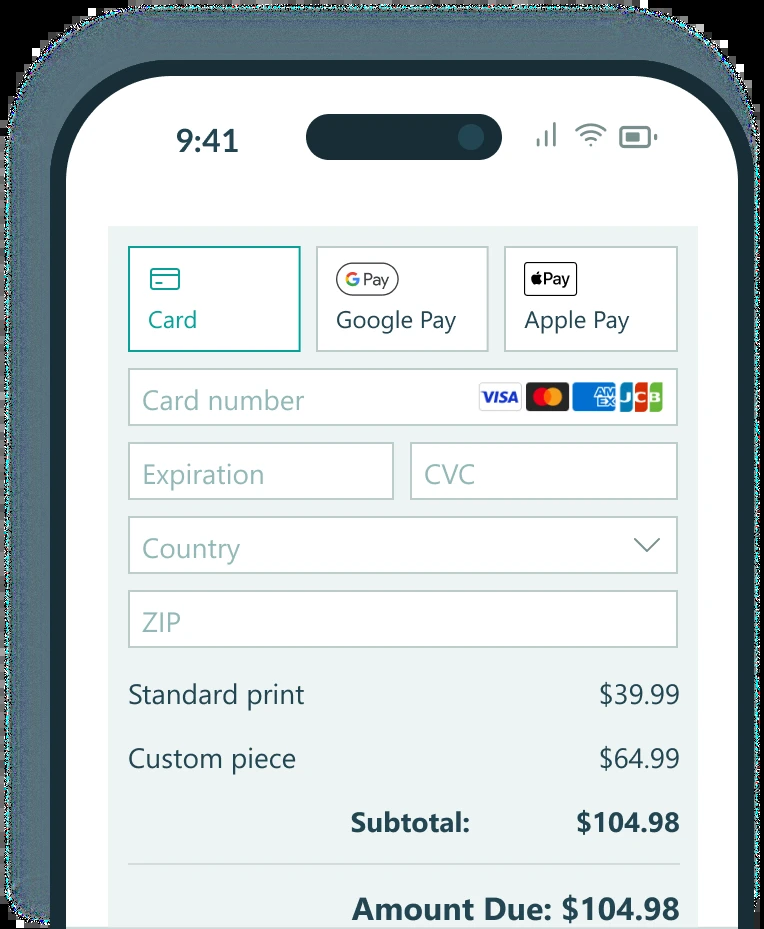 9:41
G Pay Pay
Card Google Pay Apple Pay
Card number VISA AMEX JCB
Expiration CVC
Country
ZIP
Standard print $39.99
Custom piece $64.99
Subtotal: $104.98
Amount Due: $104.98